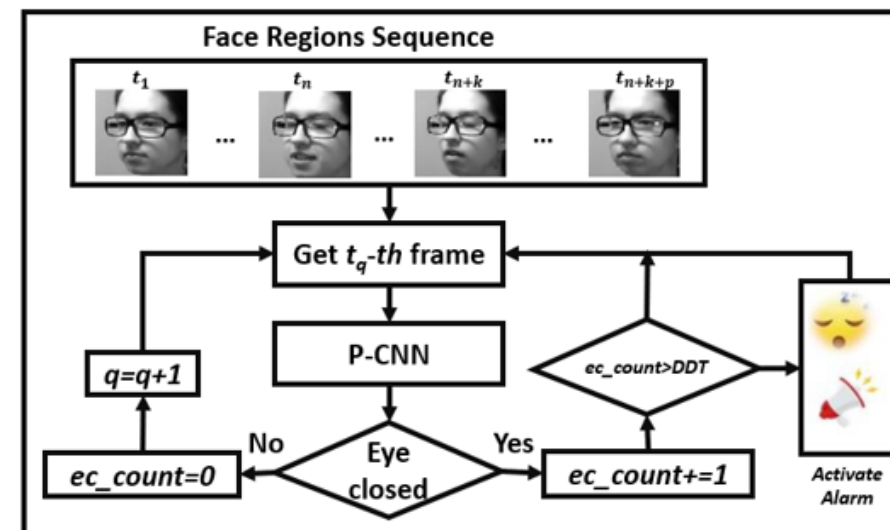 Face Regions Sequence
t₁ tₙ tₙ₊ₖ tₙ₊ₖ₊ₚ
... ... ...
Get t_q-th frame
P-CNN
q=q+1
ec_count>DDT
No
Yes
Eye
closed
ec_count=0
ec_count+=1
Activate
Alarm